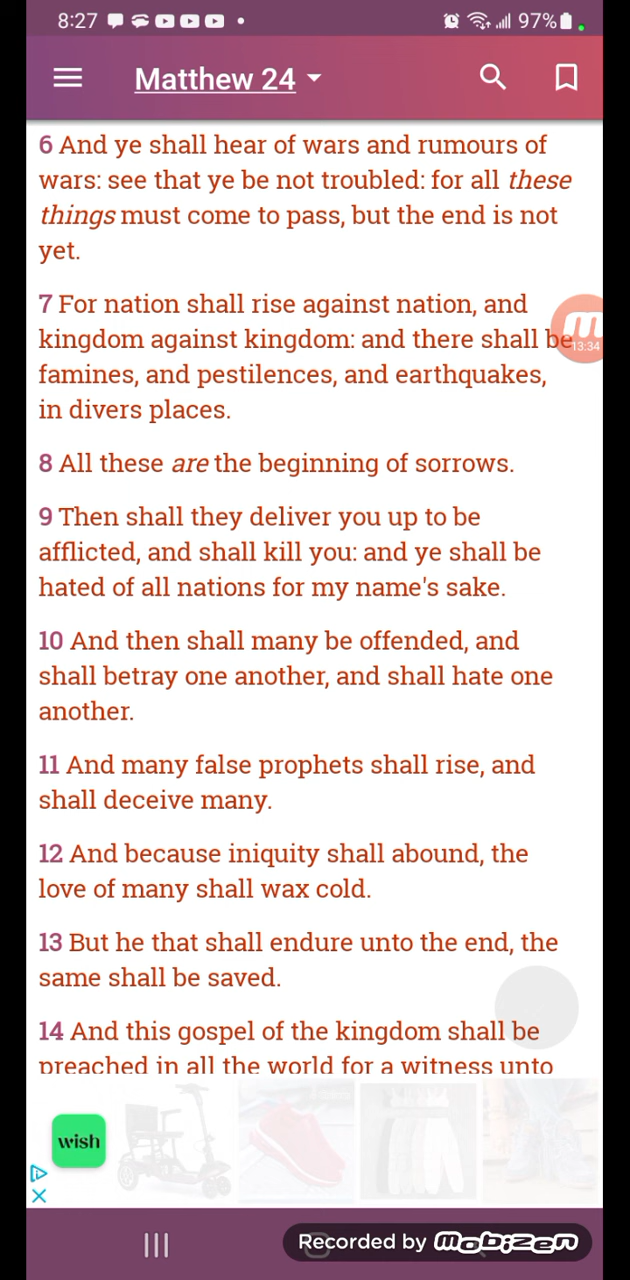 8:27 97%
Matthew 24
6 And ye shall hear of wars and rumours of
wars: see that ye be not troubled: for all these
things must come to pass, but the end is not
yet.
7 For nation shall rise against nation, and
kingdom against kingdom: and there shall be
13:34
famines, and pestilences, and earthquakes,
in divers places.
8 All these are the beginning of sorrows.
9 Then shall they deliver you up to be
afflicted, and shall kill you: and ye shall be
hated of all nations for my name's sake.
10 And then shall many be offended, and
shall betray one another, and shall hate one
another.
11 And many false prophets shall rise, and
shall deceive many.
12 And because iniquity shall abound, the
love of many shall wax cold.
13 But he that shall endure unto the end, the
same shall be saved.
14 And this gospel of the kingdom shall be
preached in all the world for a witness unto
wish
Recorded by mobizen